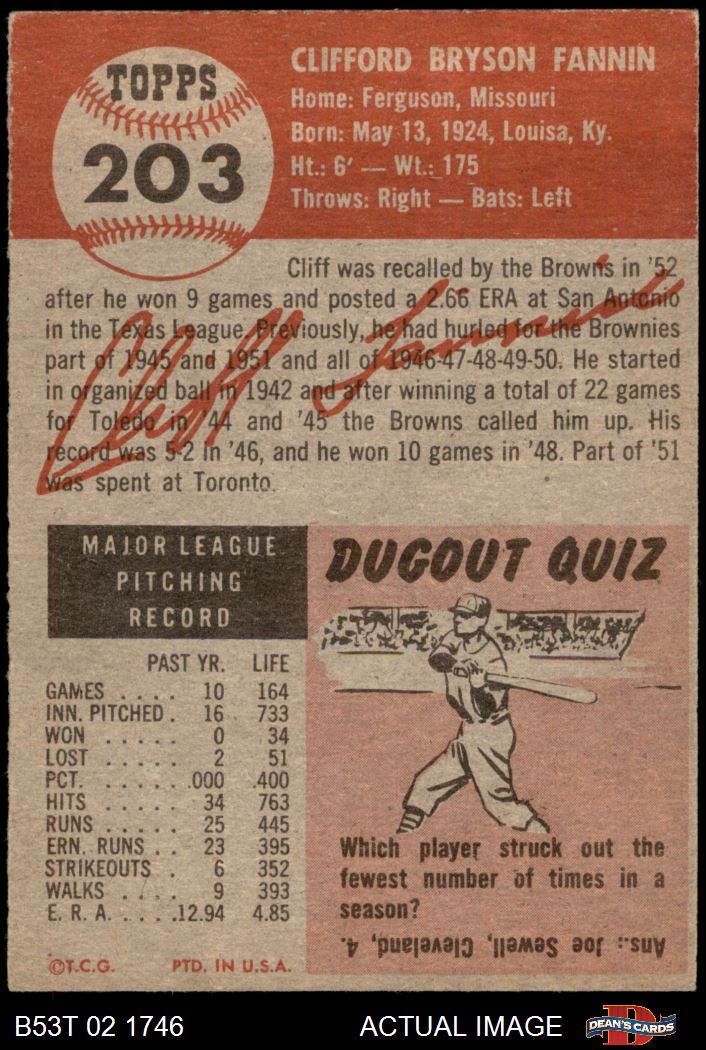 TOPPS
203
CLIFFORD BRYSON FANNIN
Home: Ferguson, Missouri
Born: May 13, 1924, Louisa, Ky.
Ht.: 6' — Wt.: 175
Throws: Right — Bats: Left
Cliff was recalled by the Browns in '52
after he won 9 games and posted a 2.66 ERA at San Antonio
in the Texas League. Previously, he had hurled for the Brownies
part of 1945 and 1951 and all of 1946-47-48-49-50. He started
in organized ball in 1942 and after winning a total of 22 games
for Toledo in '44 and '45 the Browns called him up. His
record was 5-2 in '46, and he won 10 games in '48. Part of '51
was spent at Toronto.
Cliff Fannin
MAJOR LEAGUE
PITCHING
RECORD
PAST YR. LIFE
GAMES . . . . 10 164
INN. PITCHED . 16 733
WON . . . . . 0 34
LOST . . . . . 2 51
PCT. . . . . . .000 .400
HITS . . . . . 34 763
RUNS . . . . . 25 445
ERN. RUNS . . 23 395
STRIKEOUTS . 6 352
WALKS . . . . 9 393
E. R. A. . . . .12.94 4.85
©T.C.G. PTD. IN U.S.A.
DUGOUT QUIZ
Which player struck out the
fewest number of times in a
season?
Ans.: Joe Sewell, Cleveland, 4.
B53T 02 1746
ACTUAL IMAGE
DEAN'S CARDS